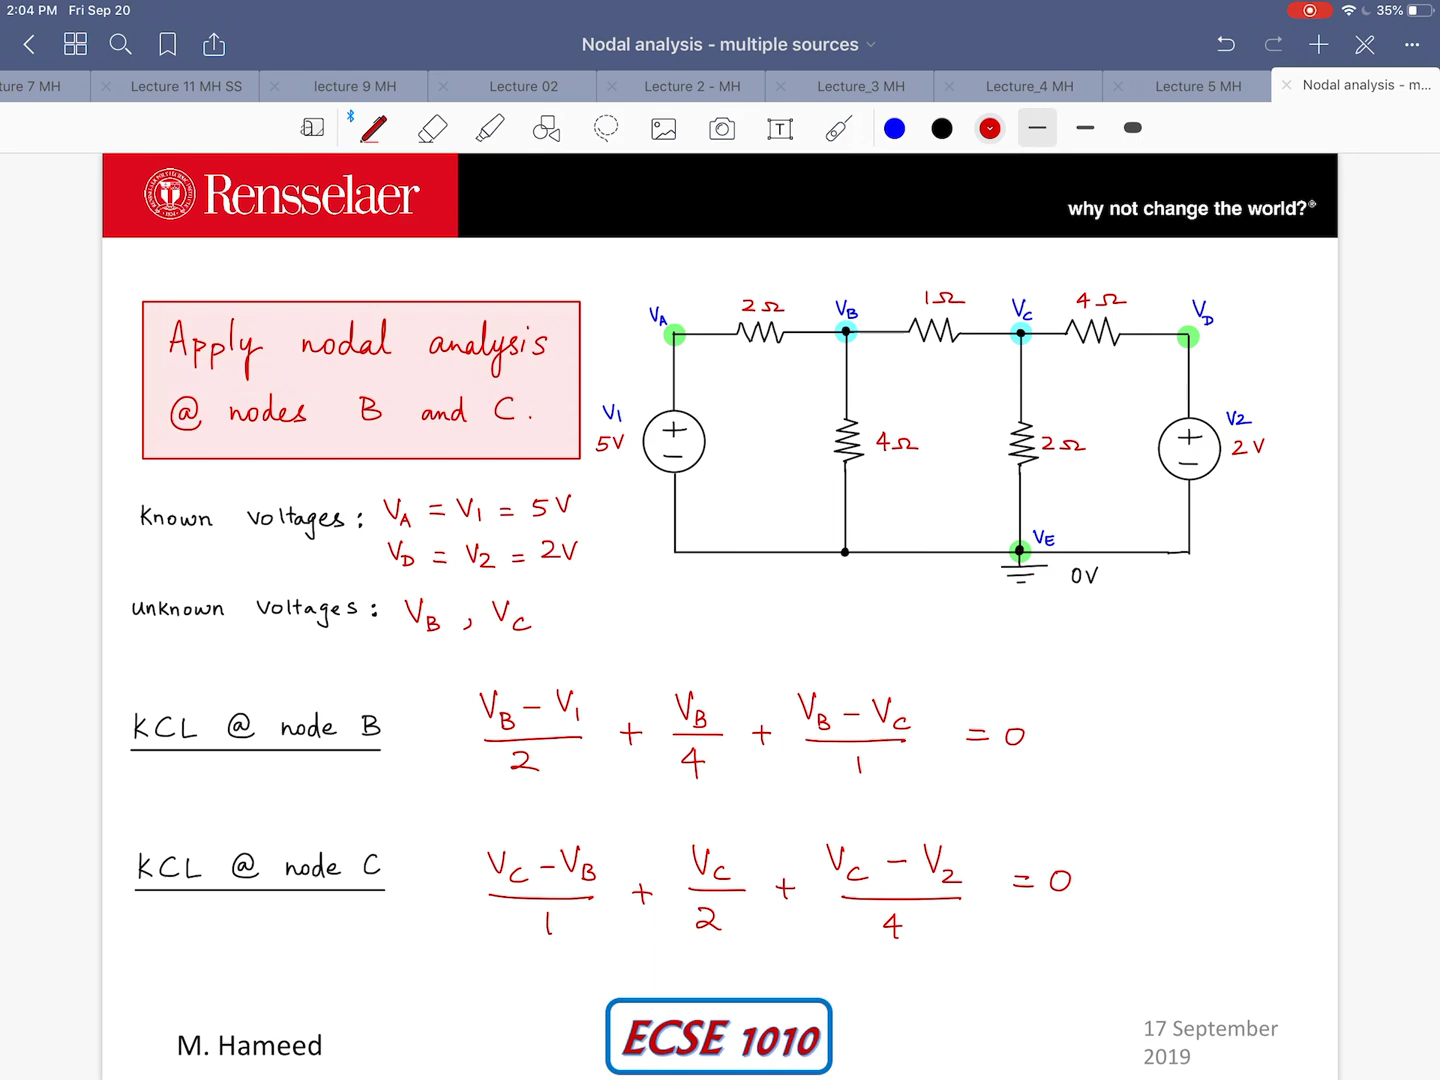 2:04 PM Fri Sep 20
35%
Nodal analysis - multiple sources
ture 7 MH
Lecture 11 MH SS
lecture 9 MH
Lecture 02
Lecture 2 - MH
Lecture_3 MH
Lecture_4 MH
Lecture 5 MH
Nodal analysis - m...
Rensselaer
why not change the world?®
Apply nodal analysis
@ nodes B and C.
VA 2Ω VB 1Ω VC 4Ω VD
V1
5V
+
−
4Ω
2Ω
+
−
V2
2V
VE
0V
Known voltages: VA = V1 = 5V
VD = V2 = 2V
unknown voltages: VB, VC
KCL @ node B (VB − V1)/2 + VB/4 + (VB − VC)/1 = 0
KCL @ node C (VC − VB)/1 + VC/2 + (VC − V2)/4 = 0
M. Hameed
ECSE 1010
17 September
2019